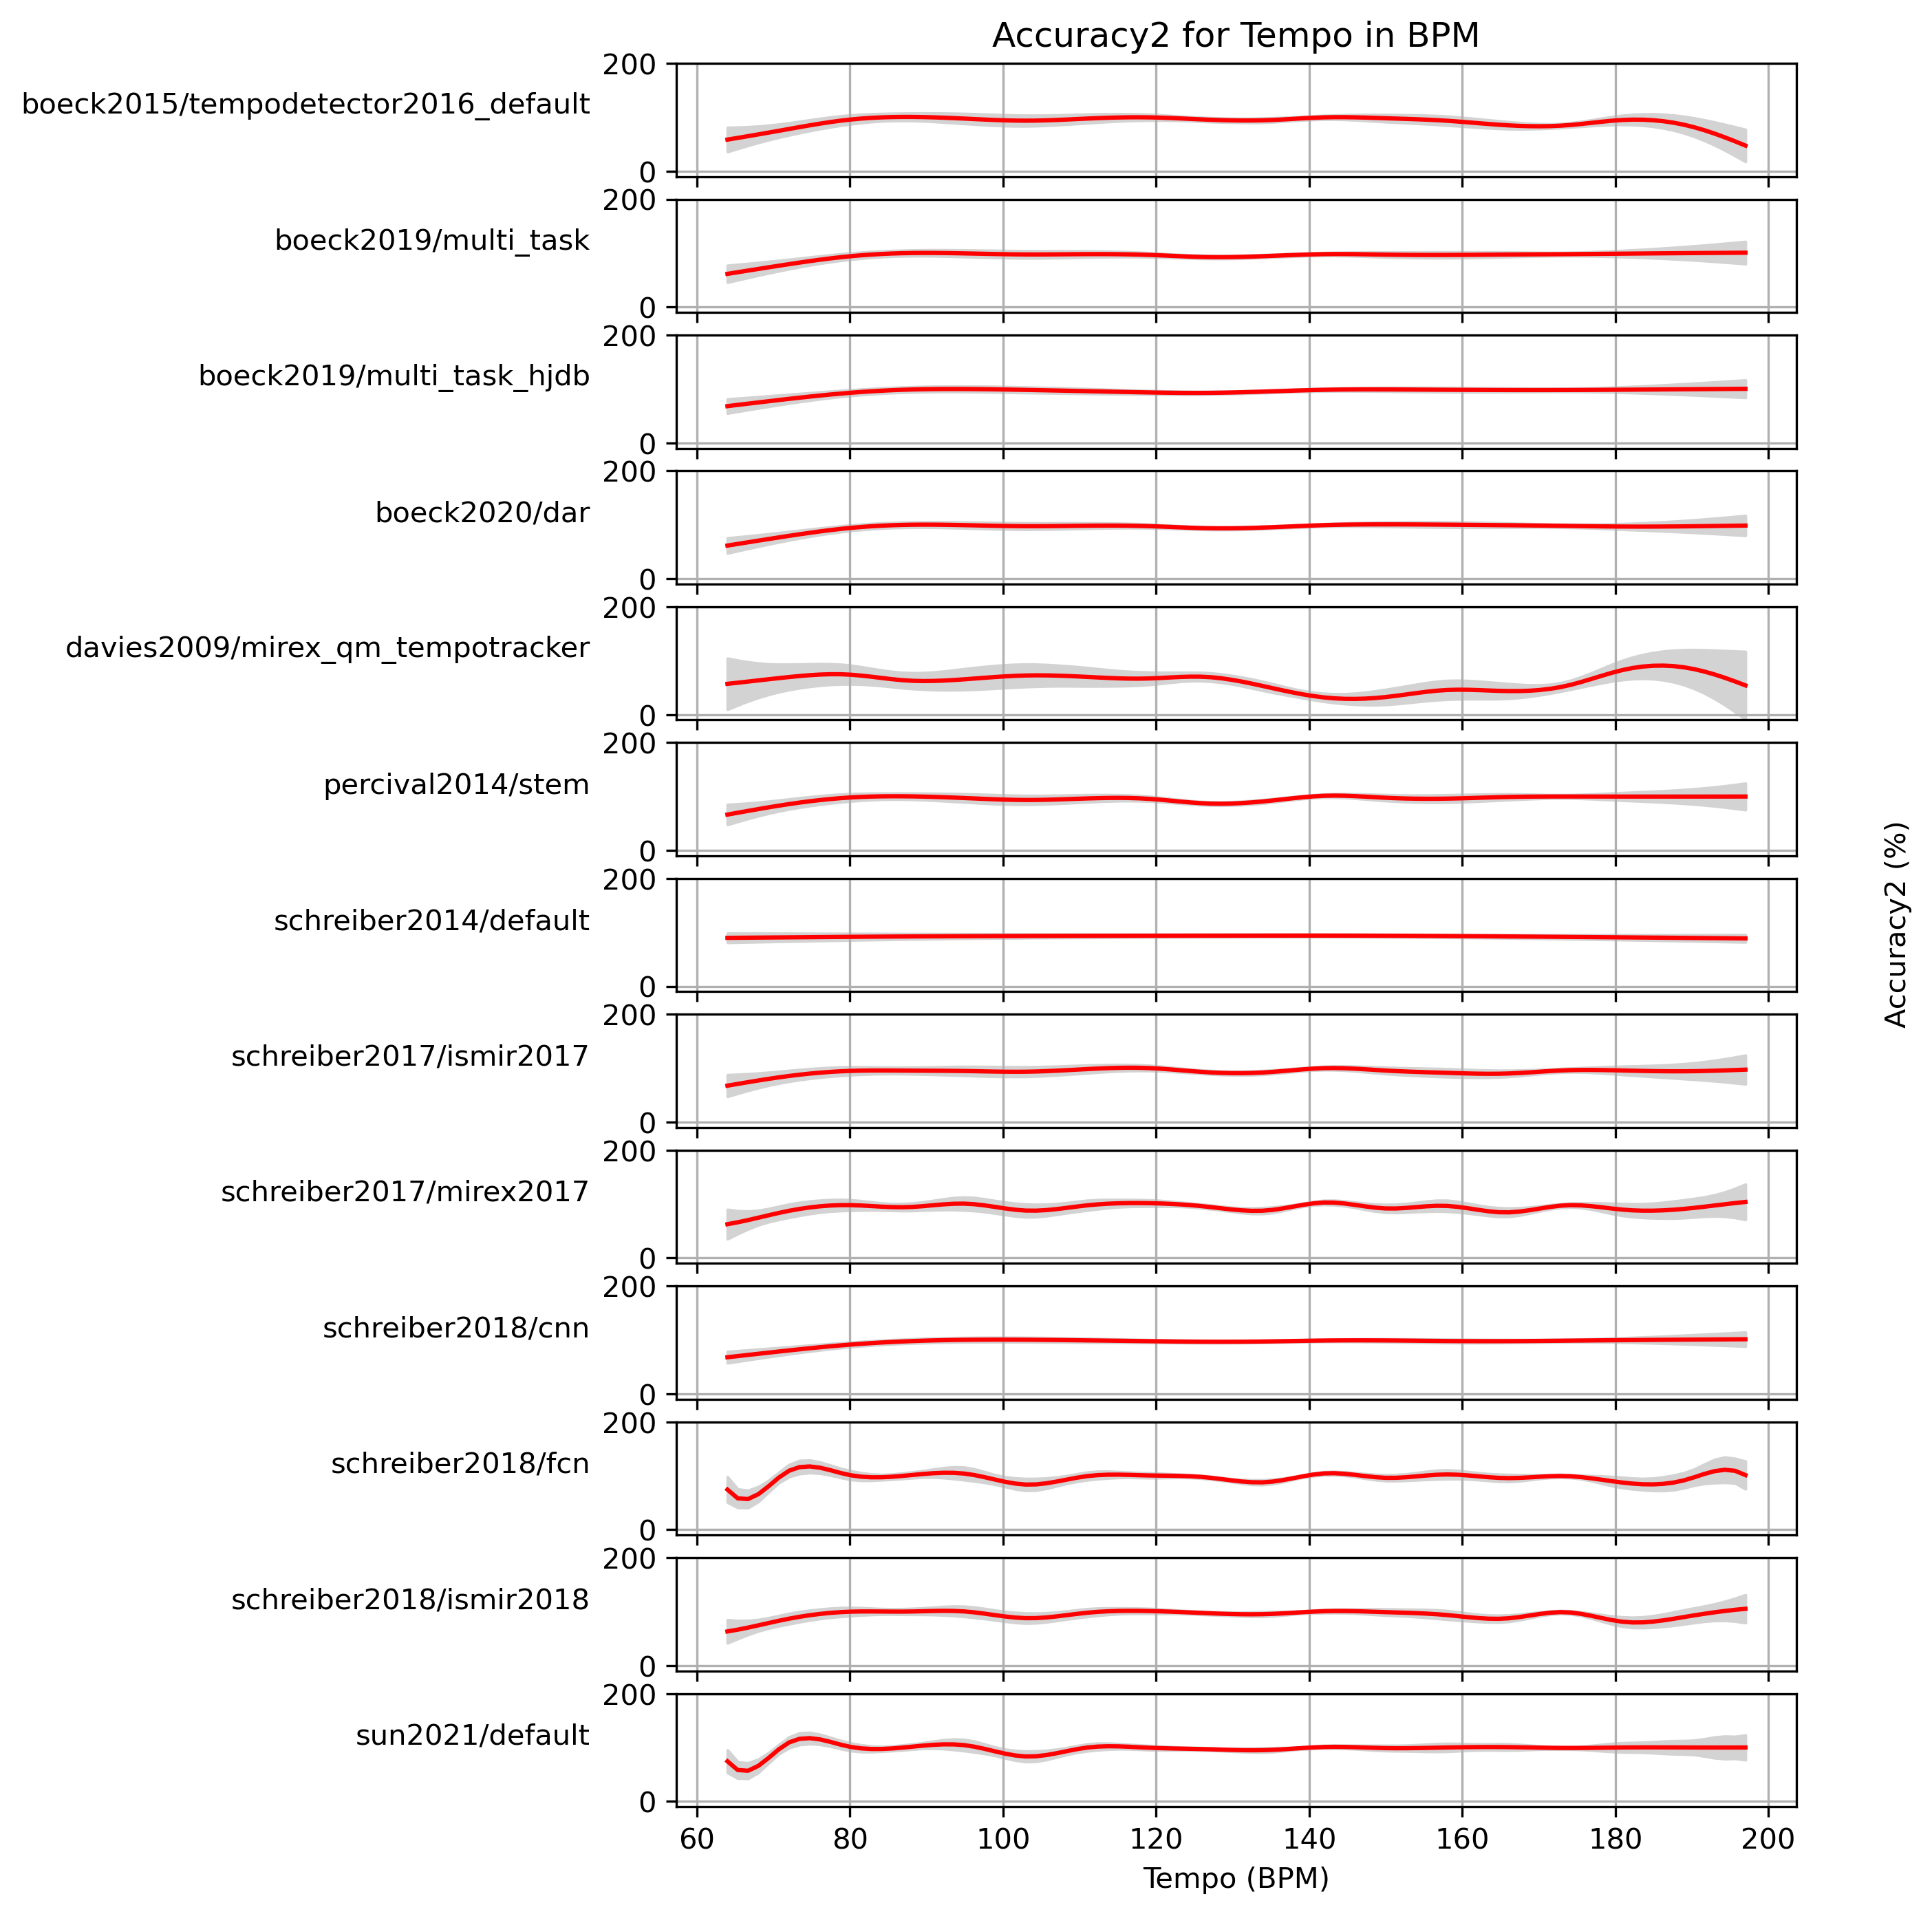 Accuracy2 for Tempo in BPM
200
boeck2015/tempodetector2016_default
0
200
boeck2019/multi_task
0
200
boeck2019/multi_task_hjdb
0
200
boeck2020/dar
0
200
davies2009/mirex_qm_tempotracker
0
200
percival2014/stem
0
200
schreiber2014/default
0
200
schreiber2017/ismir2017
0
200
schreiber2017/mirex2017
0
200
schreiber2018/cnn
0
200
schreiber2018/fcn
0
200
schreiber2018/ismir2018
0
200
sun2021/default
0
60 80 100 120 140 160 180 200
Tempo (BPM)
Accuracy2 (%)